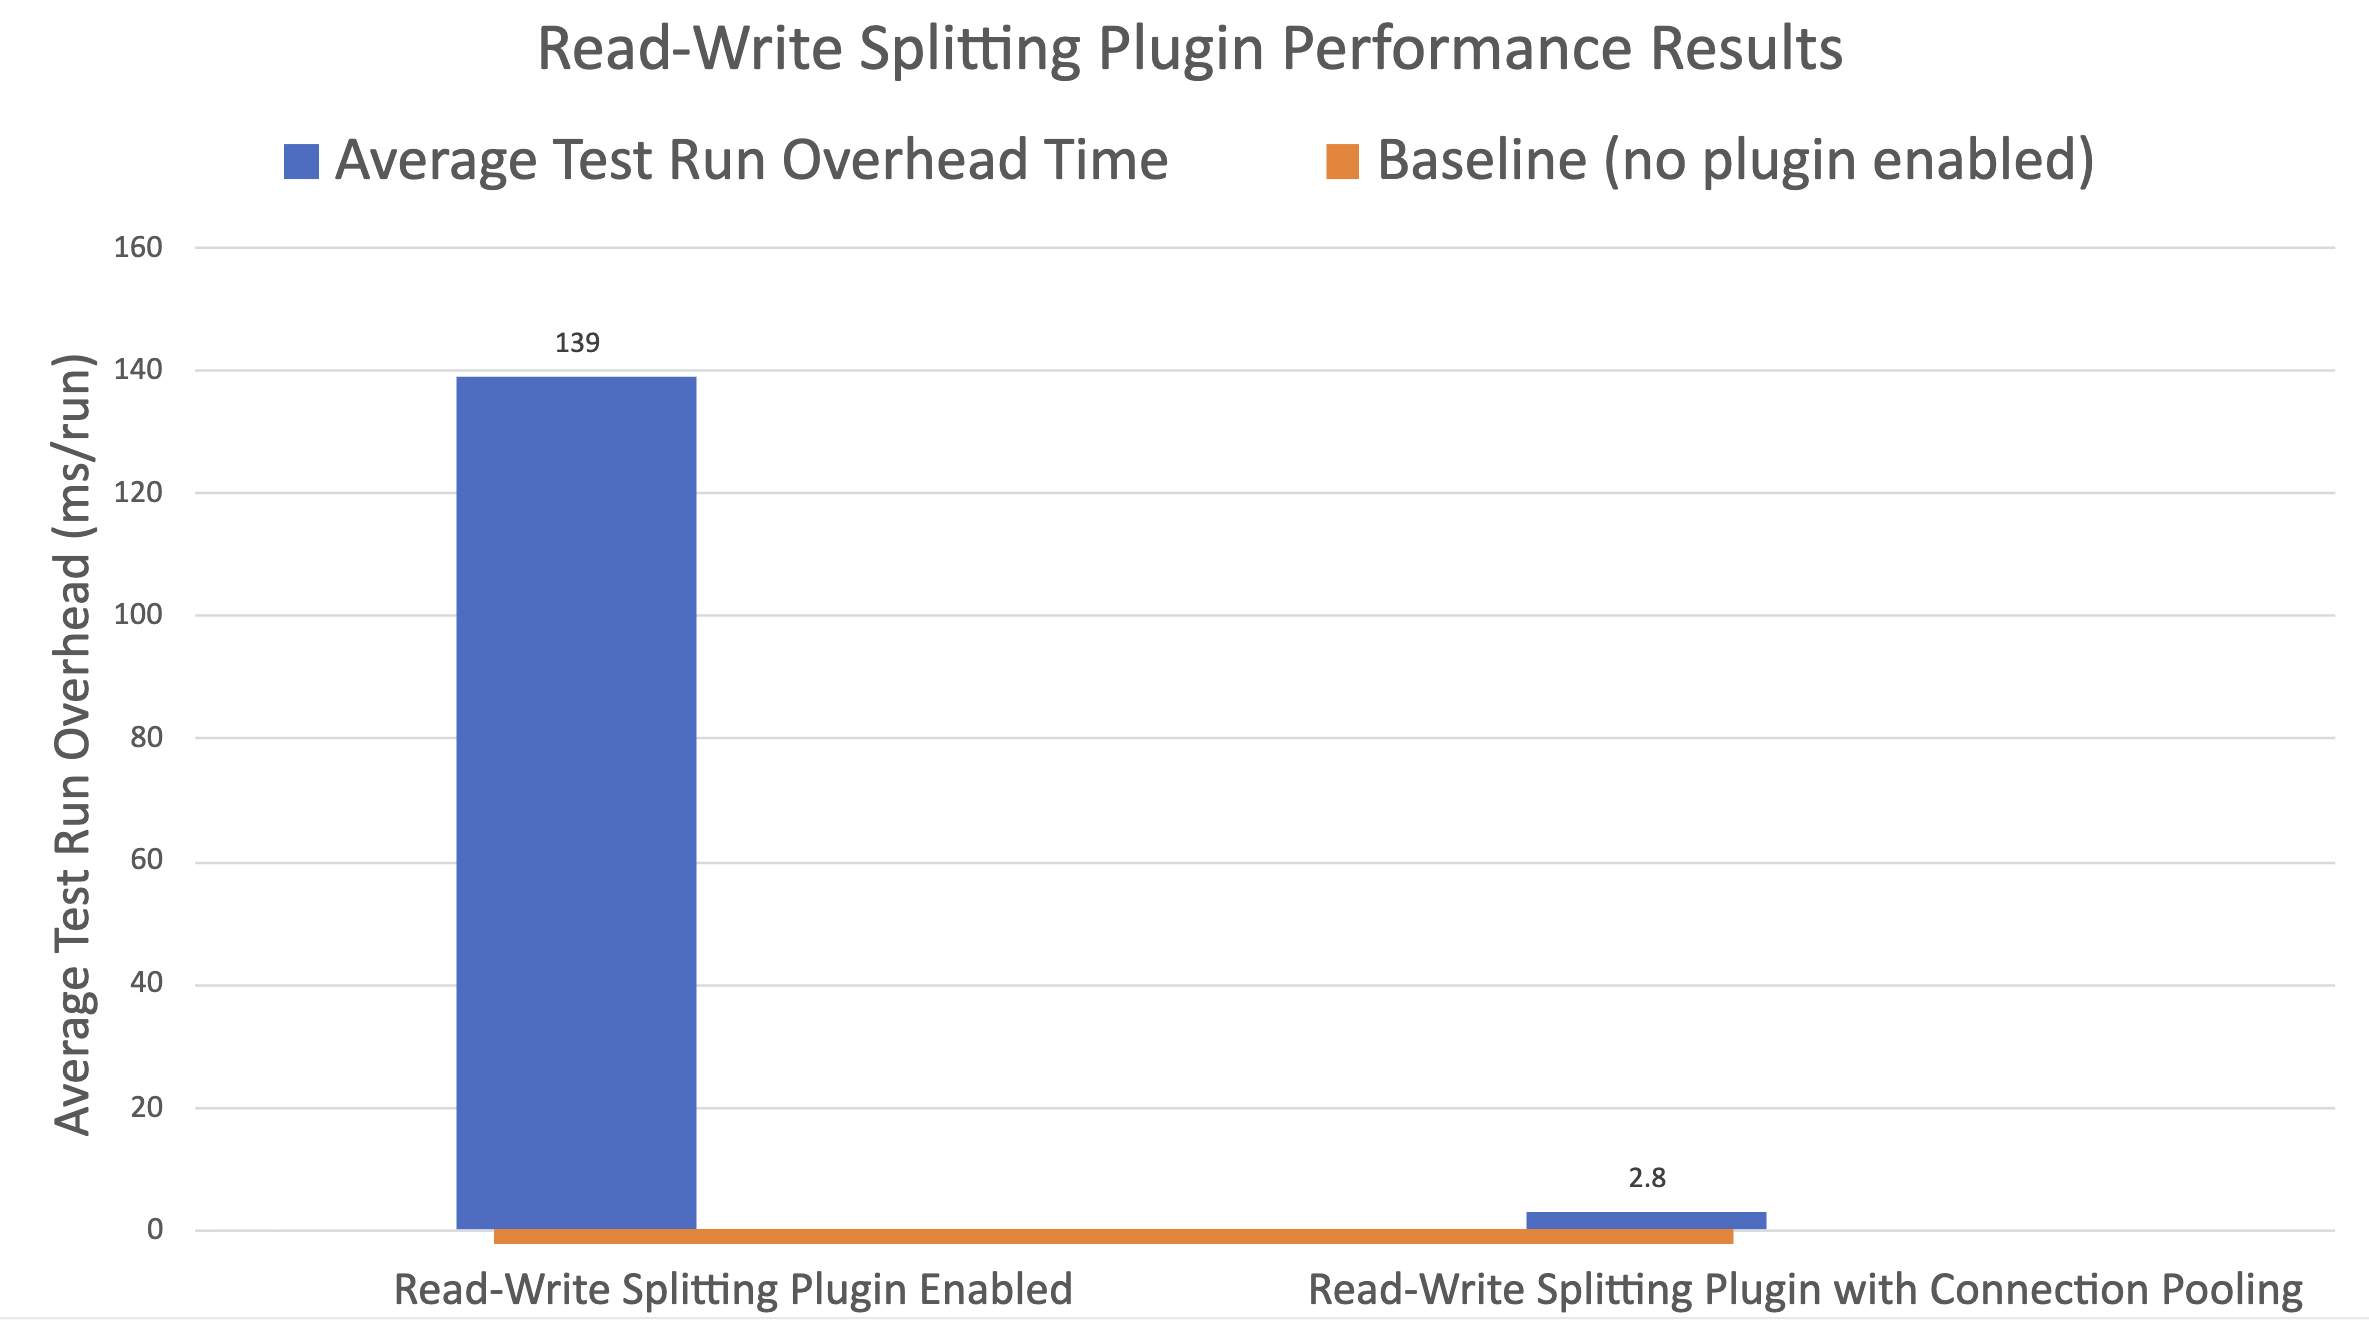 Read-Write Splitting Plugin Performance Results
Average Test Run Overhead Time
Baseline (no plugin enabled)
Average Test Run Overhead (ms/run)
160
140
120
100
80
60
40
20
0
139
2.8
Read-Write Splitting Plugin Enabled
Read-Write Splitting Plugin with Connection Pooling